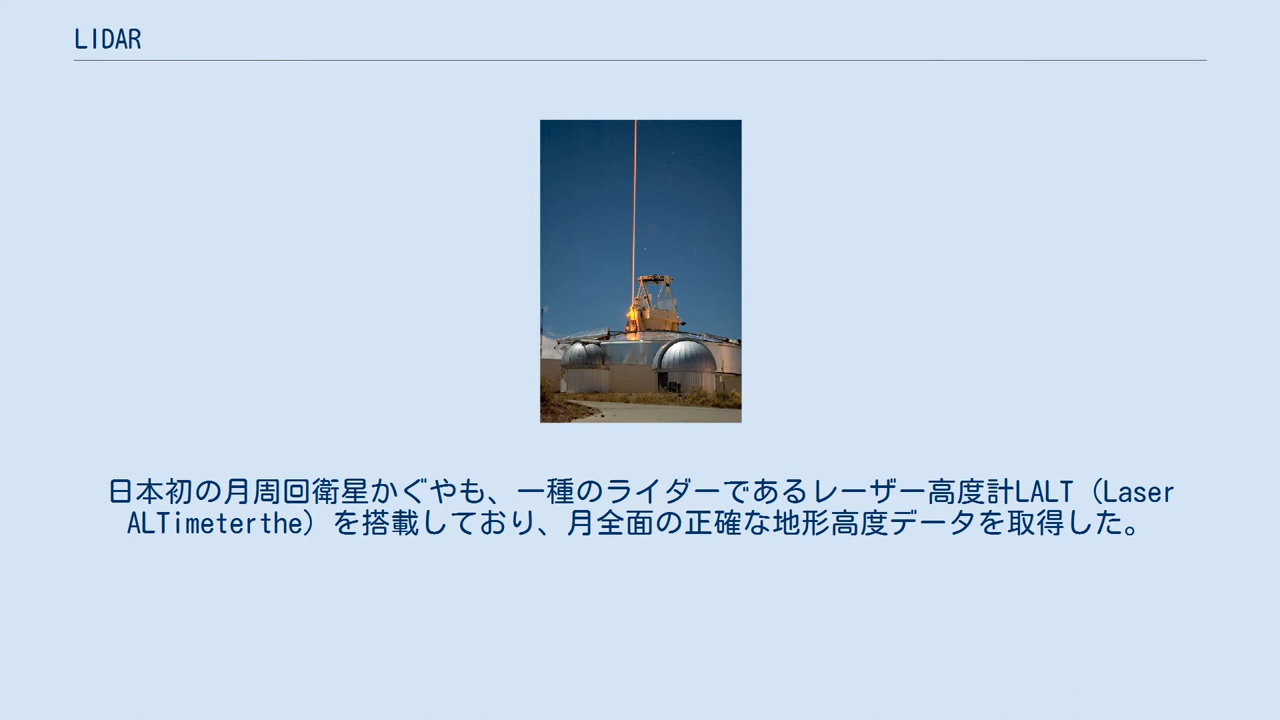 LIDAR
日本初の月周回衛星かぐやも、一種のライダーであるレーザー高度計LALT（Laser
ALTimeterthe）を搭載しており、月全面の正確な地形高度データを取得した。